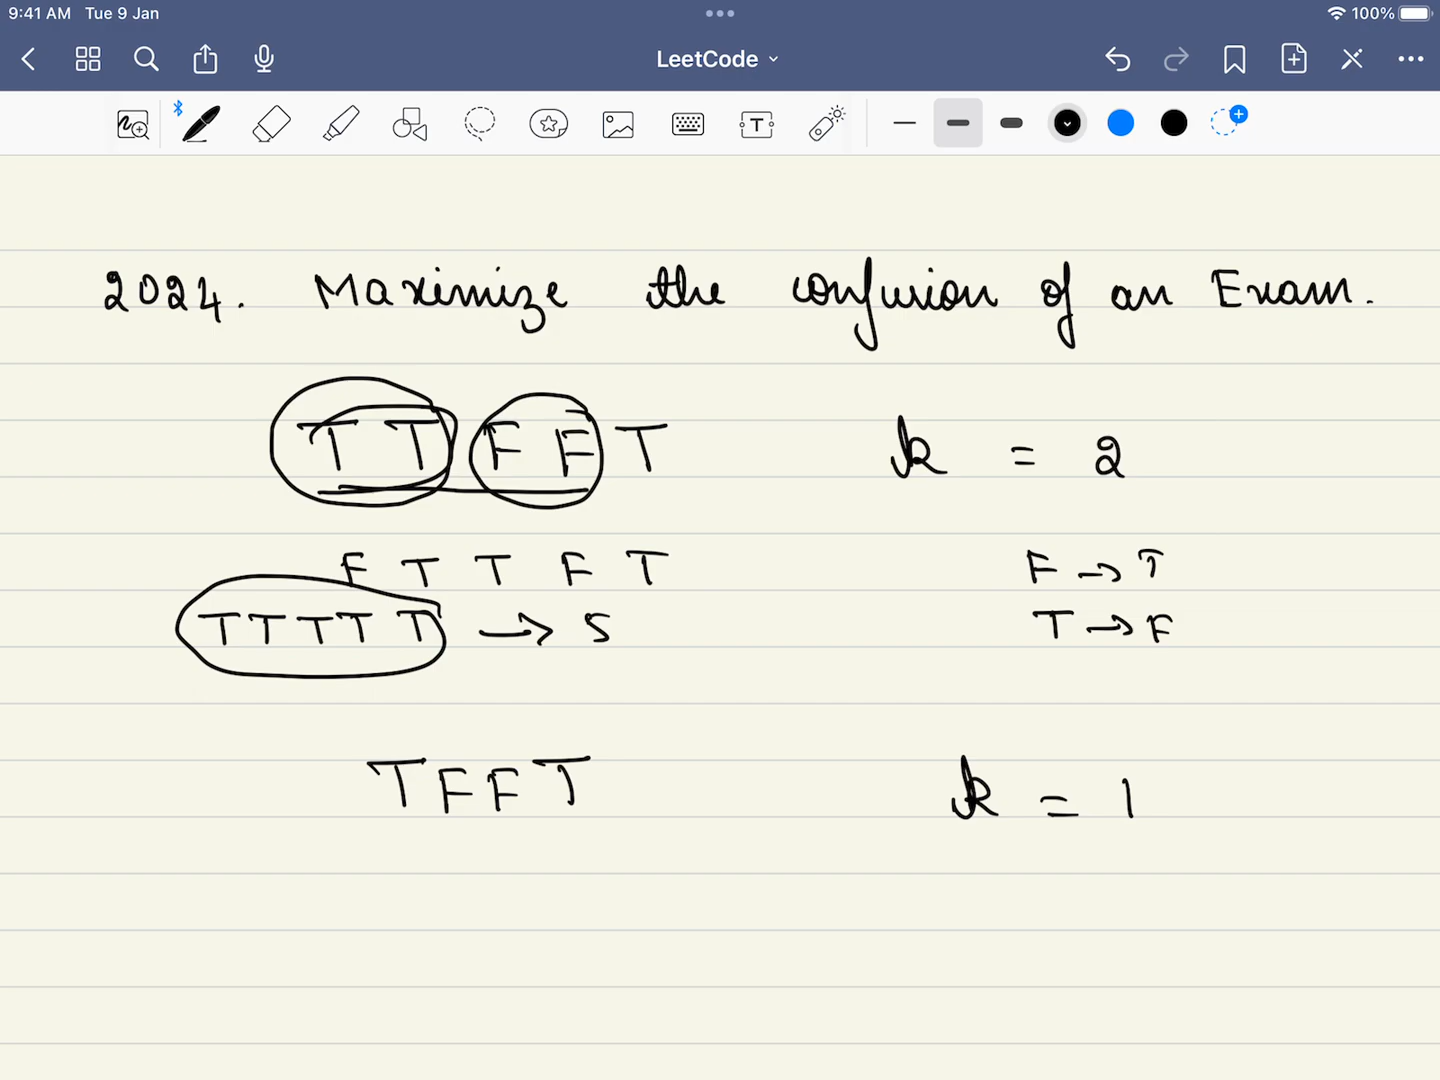 9:41 AM Tue 9 Jan 100%
LeetCode
T
2024. Maximize the confusion of an Exam.
T T F F T k = 2
F T T F T F → T
T T T T T → 5 T → F
T F F T k = 1